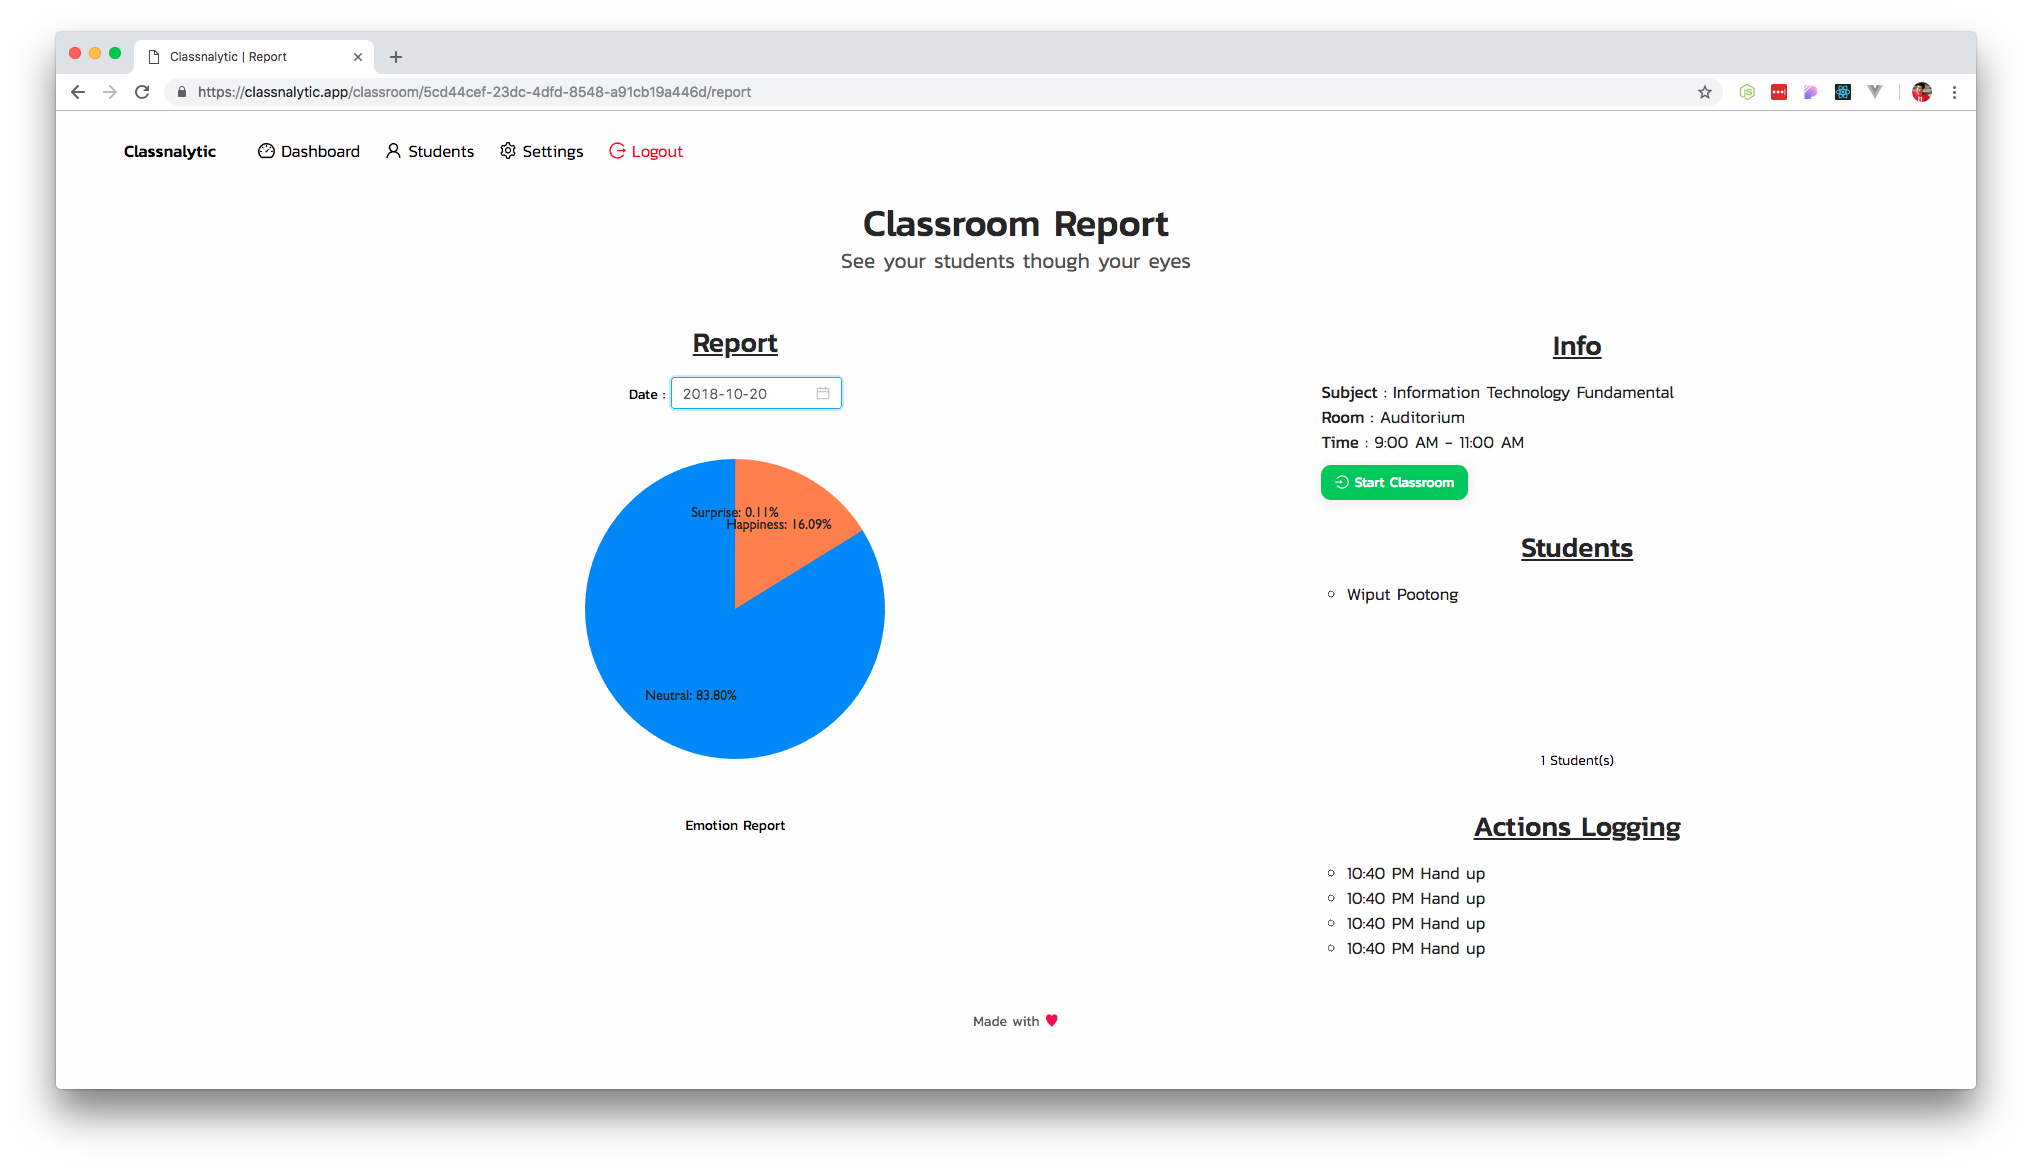 Classnalytic | Report
https://classnalytic.app/classroom/5cd44cef-23dc-4dfd-8548-a91cb19a446d/report
Classnalytic Dashboard Students Settings Logout
Classroom Report
See your students though your eyes
Report
Date : 2018-10-20
Surprise: 0.11%
Happiness: 16.09%
Neutral: 83.80%
Emotion Report
Info
Subject : Information Technology Fundamental
Room : Auditorium
Time : 9:00 AM - 11:00 AM
Start Classroom
Students
Wiput Pootong
1 Student(s)
Actions Logging
10:40 PM Hand up
10:40 PM Hand up
10:40 PM Hand up
10:40 PM Hand up
Made with